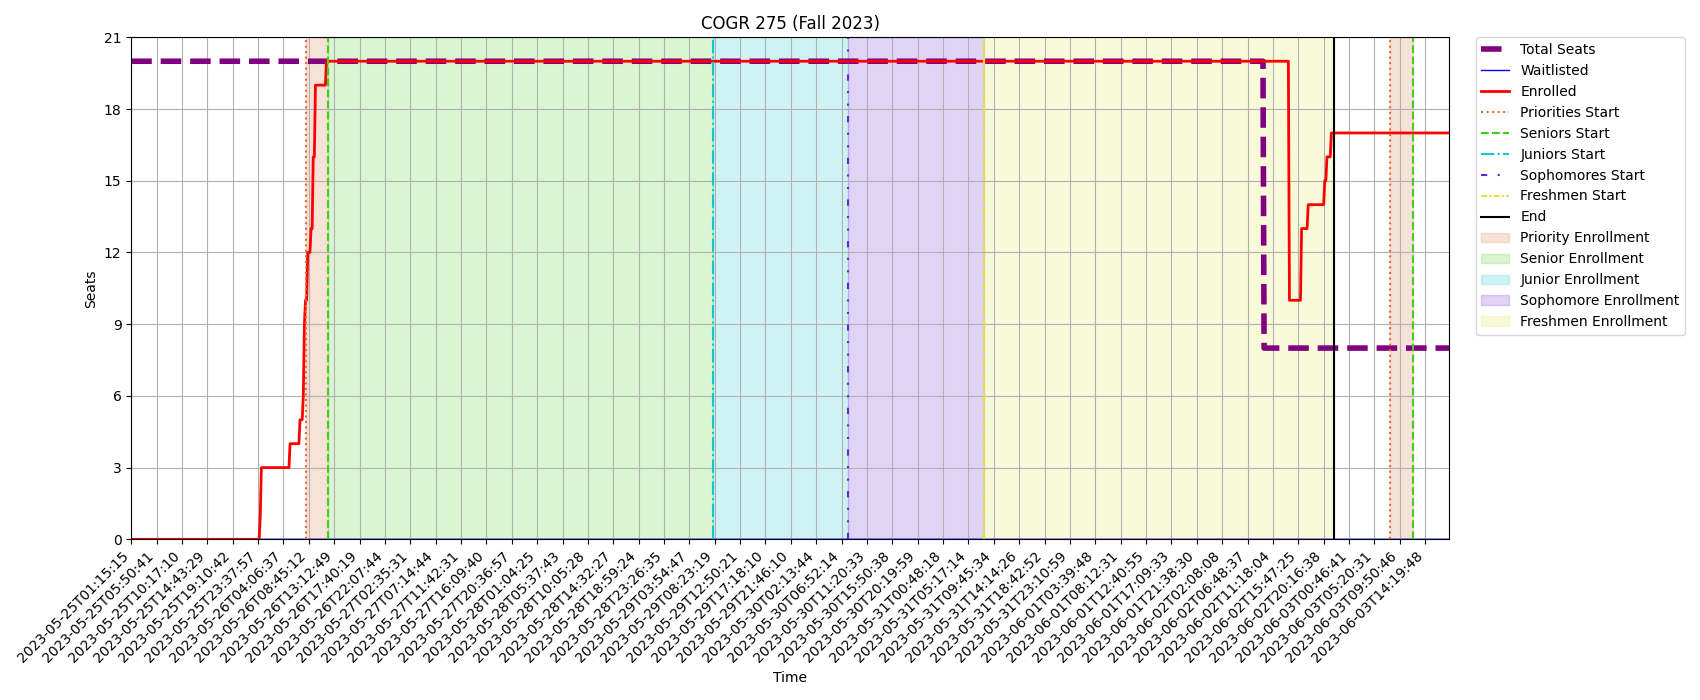 COGR 275 (Fall 2023)
21
18
15
12
9
6
3
0
Seats
2023-05-25T01:15:15
2023-05-25T05:50:41
2023-05-25T10:17:10
2023-05-25T14:43:29
2023-05-25T19:10:42
2023-05-25T23:37:57
2023-05-26T04:06:37
2023-05-26T08:45:12
2023-05-26T13:12:49
2023-05-26T17:40:19
2023-05-26T22:07:44
2023-05-27T02:35:31
2023-05-27T07:14:44
2023-05-27T11:42:31
2023-05-27T16:09:40
2023-05-27T20:36:57
2023-05-28T01:04:25
2023-05-28T05:37:43
2023-05-28T10:05:28
2023-05-28T14:32:27
2023-05-28T18:59:24
2023-05-28T23:26:35
2023-05-29T03:54:47
2023-05-29T08:23:19
2023-05-29T12:50:21
2023-05-29T17:18:10
2023-05-29T21:46:10
2023-05-30T02:13:44
2023-05-30T06:52:14
2023-05-30T11:20:33
2023-05-30T15:50:38
2023-05-30T20:19:59
2023-05-31T00:48:18
2023-05-31T05:17:14
2023-05-31T09:45:34
2023-05-31T14:14:26
2023-05-31T18:42:52
2023-05-31T23:10:59
2023-06-01T03:39:48
2023-06-01T08:12:31
2023-06-01T12:40:55
2023-06-01T17:09:33
2023-06-01T21:38:30
2023-06-02T02:08:08
2023-06-02T06:48:37
2023-06-02T11:18:04
2023-06-02T15:47:23
2023-06-02T20:16:38
2023-06-03T00:46:41
2023-06-03T05:20:31
2023-06-03T09:50:46
2023-06-03T14:19:48
Time
Total Seats
Waitlisted
Enrolled
Priorities Start
Seniors Start
Juniors Start
Sophomores Start
Freshmen Start
End
Priority Enrollment
Senior Enrollment
Junior Enrollment
Sophomore Enrollment
Freshmen Enrollment